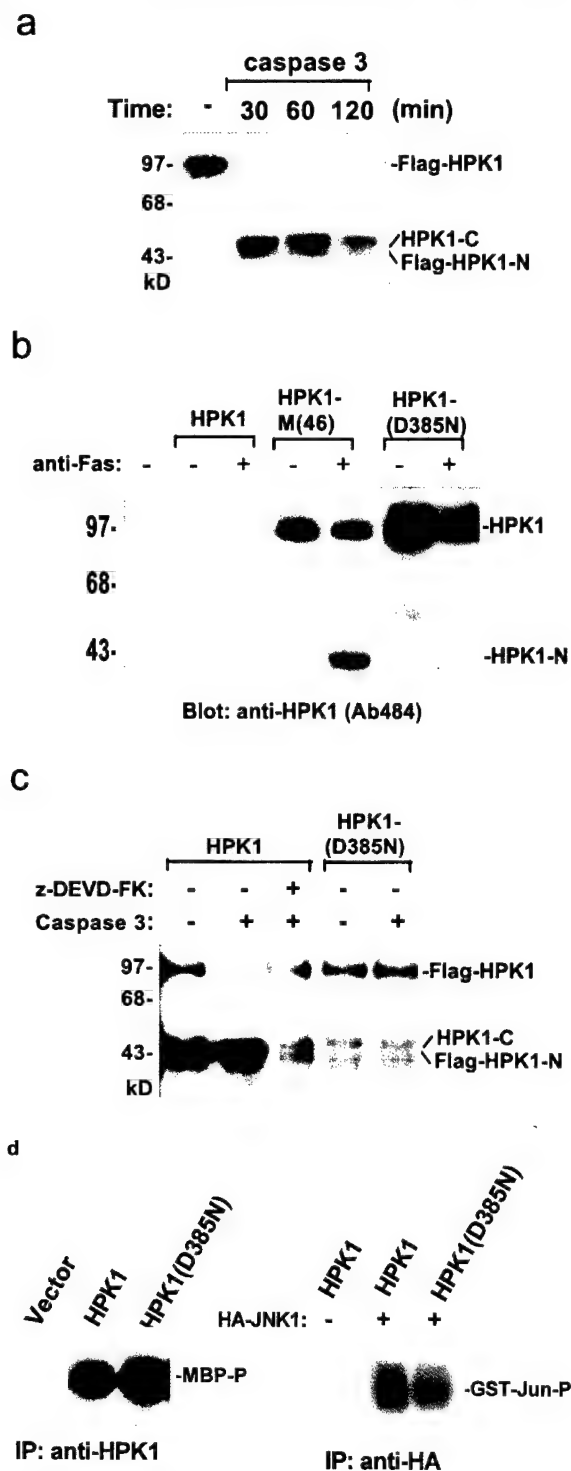 a
caspase 3
Time: - 30 60 120 (min)
97- -Flag-HPK1
68-
HPK1-C
43- Flag-HPK1-N
kD
b
HPK1 HPK1-M(46) HPK1-(D385N)
anti-Fas: - - + - + - +
97- -HPK1
68-
43- -HPK1-N
Blot: anti-HPK1 (Ab484)
c
HPK1 HPK1-(D385N)
z-DEVD-FK: - - + - -
Caspase 3: - + + - +
97- -Flag-HPK1
68-
HPK1-C
43- Flag-HPK1-N
kD
d
Vector HPK1 HPK1(D385N) HPK1 HPK1 HPK1(D385N)
HA-JNK1: - + +
-MBP-P -GST-Jun-P
IP: anti-HPK1 IP: anti-HA